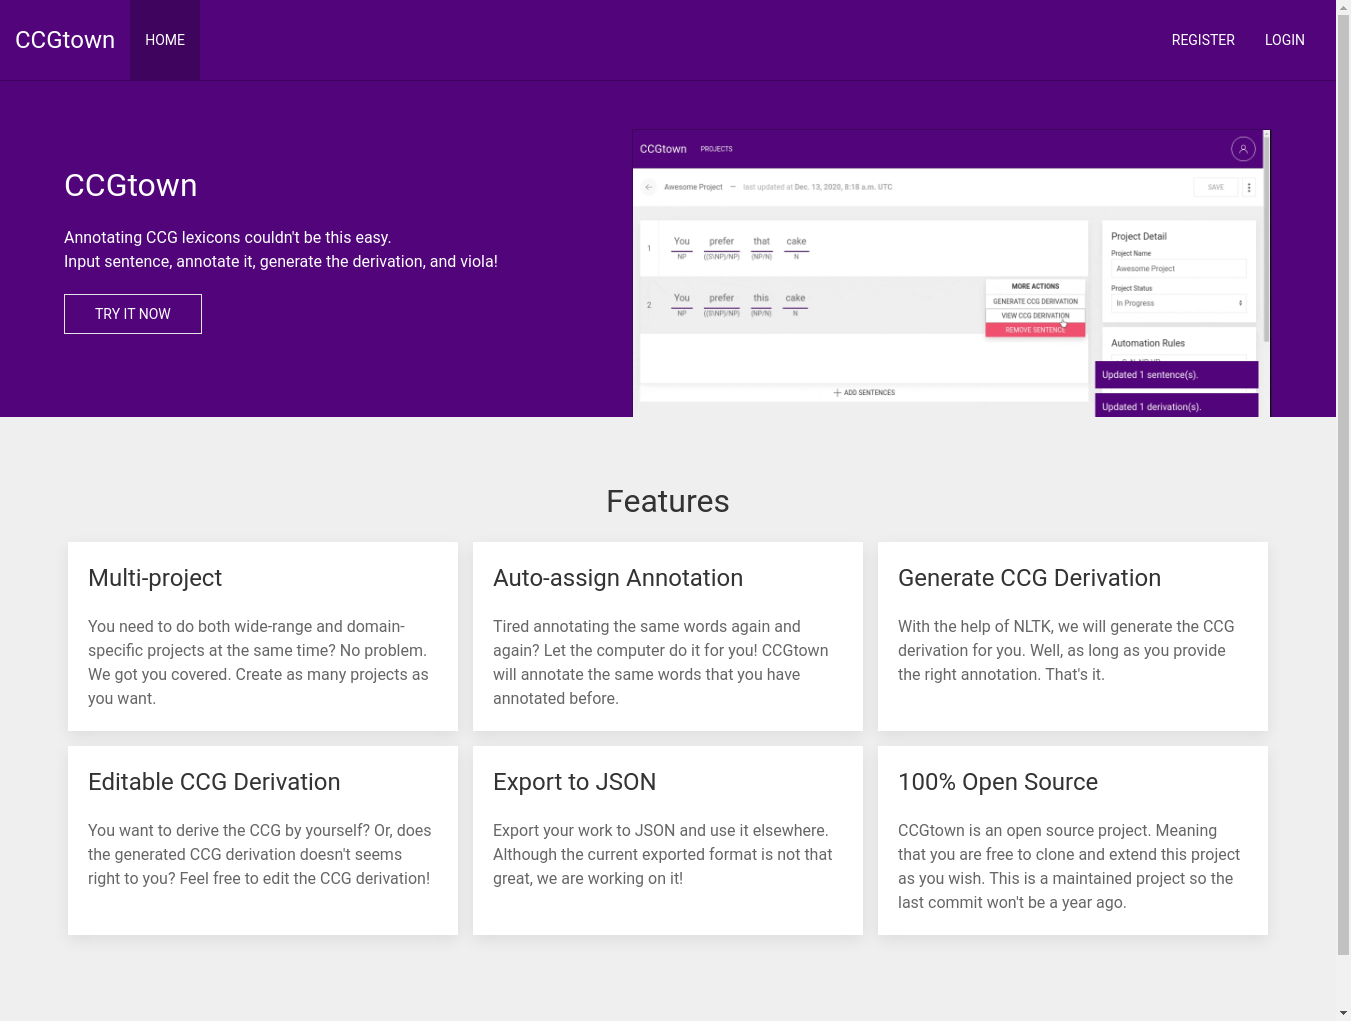 CCGtown HOME REGISTER LOGIN
CCGtown
Annotating CCG lexicons couldn't be this easy.
Input sentence, annotate it, generate the derivation, and viola!
TRY IT NOW
CCGtown PROJECTS
Awesome Project — last updated at Dec. 13, 2020, 8:18 a.m. UTC SAVE
1 You prefer that cake
NP ((S\NP)/NP) (NP/N) N
2 You prefer this cake
NP ((S\NP)/NP) (NP/N) N
MORE ACTIONS
GENERATE CCG DERIVATION
VIEW CCG DERIVATION
REMOVE SENTENCE
ADD SENTENCES
Project Detail
Project Name
Awesome Project
Project Status
In Progress
Automation Rules
Updated 1 sentence(s).
Updated 1 derivation(s).
Features
Multi-project
You need to do both wide-range and domain-
specific projects at the same time? No problem.
We got you covered. Create as many projects as
you want.
Auto-assign Annotation
Tired annotating the same words again and
again? Let the computer do it for you! CCGtown
will annotate the same words that you have
annotated before.
Generate CCG Derivation
With the help of NLTK, we will generate the CCG
derivation for you. Well, as long as you provide
the right annotation. That's it.
Editable CCG Derivation
You want to derive the CCG by yourself? Or, does
the generated CCG derivation doesn't seems
right to you? Feel free to edit the CCG derivation!
Export to JSON
Export your work to JSON and use it elsewhere.
Although the current exported format is not that
great, we are working on it!
100% Open Source
CCGtown is an open source project. Meaning
that you are free to clone and extend this project
as you wish. This is a maintained project so the
last commit won't be a year ago.